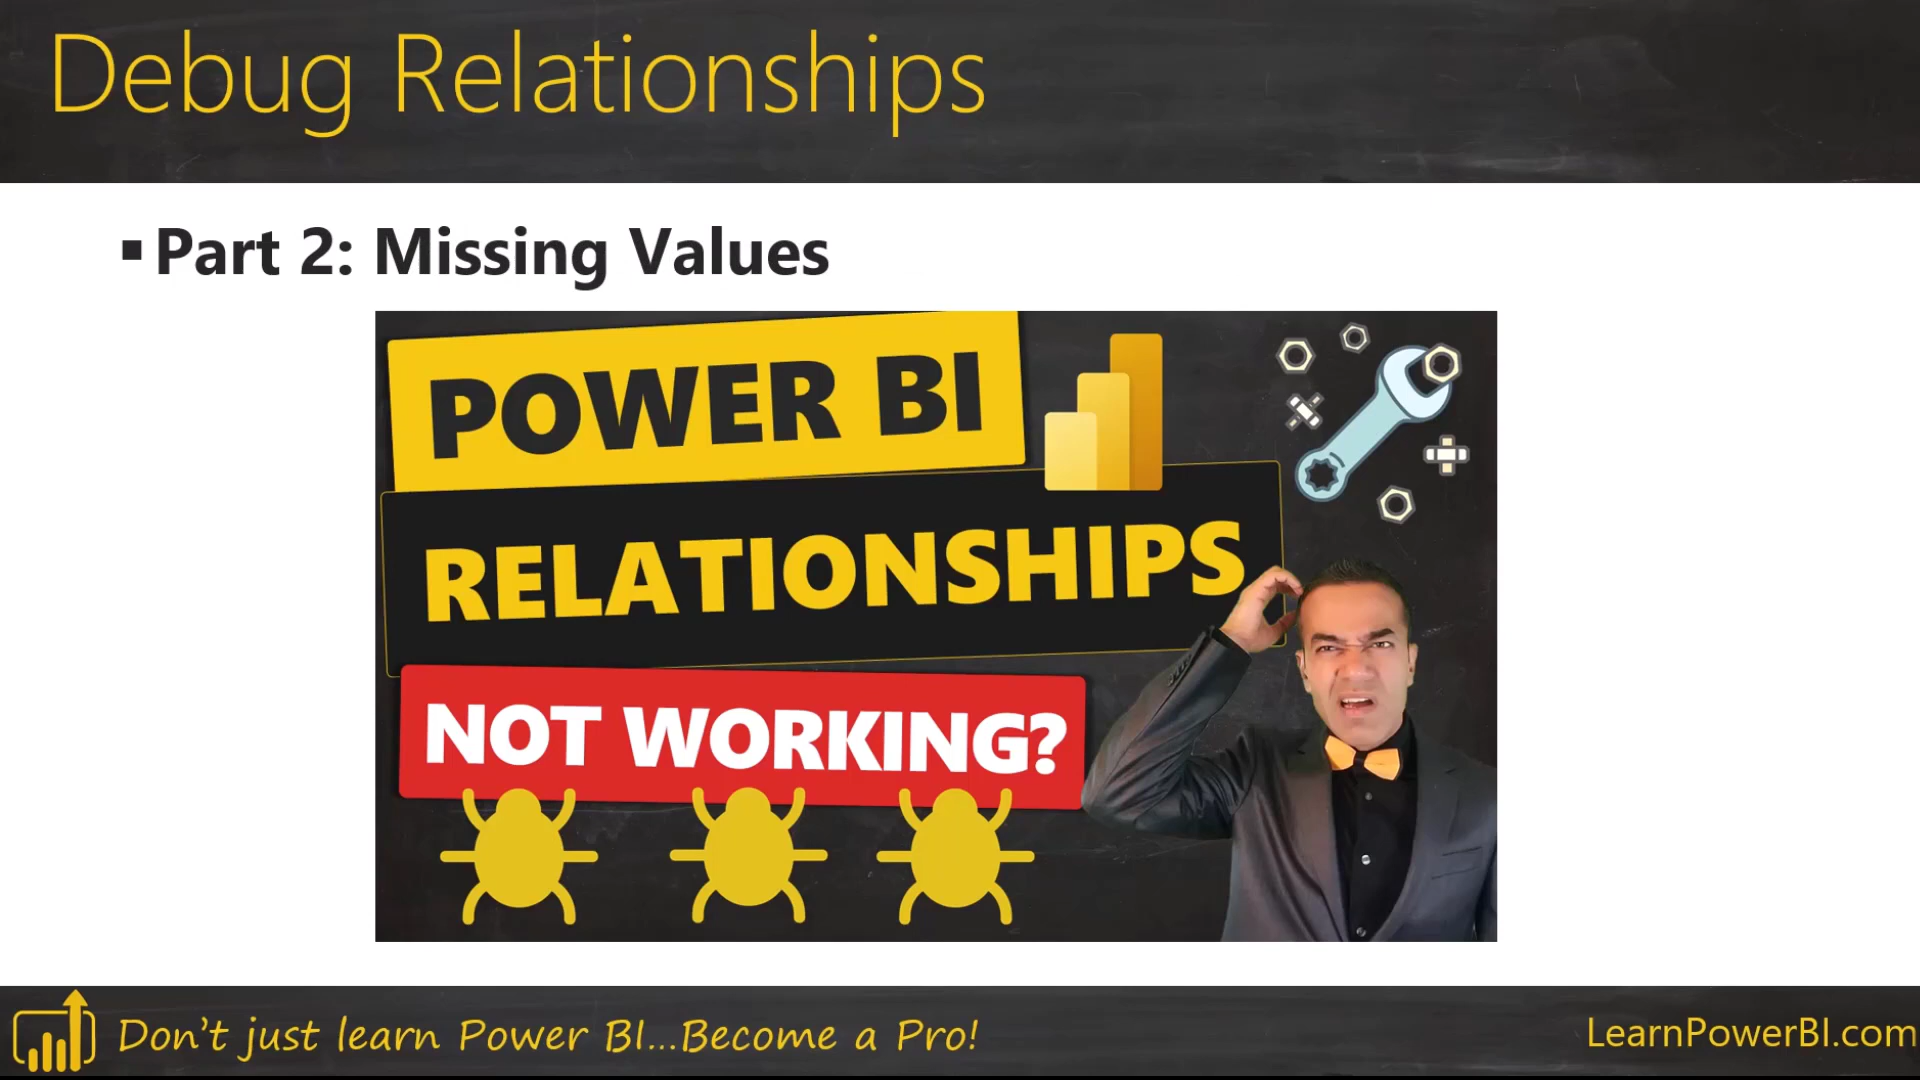 Debug Relationships
▪ Part 2: Missing Values
POWER BI
RELATIONSHIPS
NOT WORKING?
Don't just learn Power BI...Become a Pro!
LearnPowerBI.com